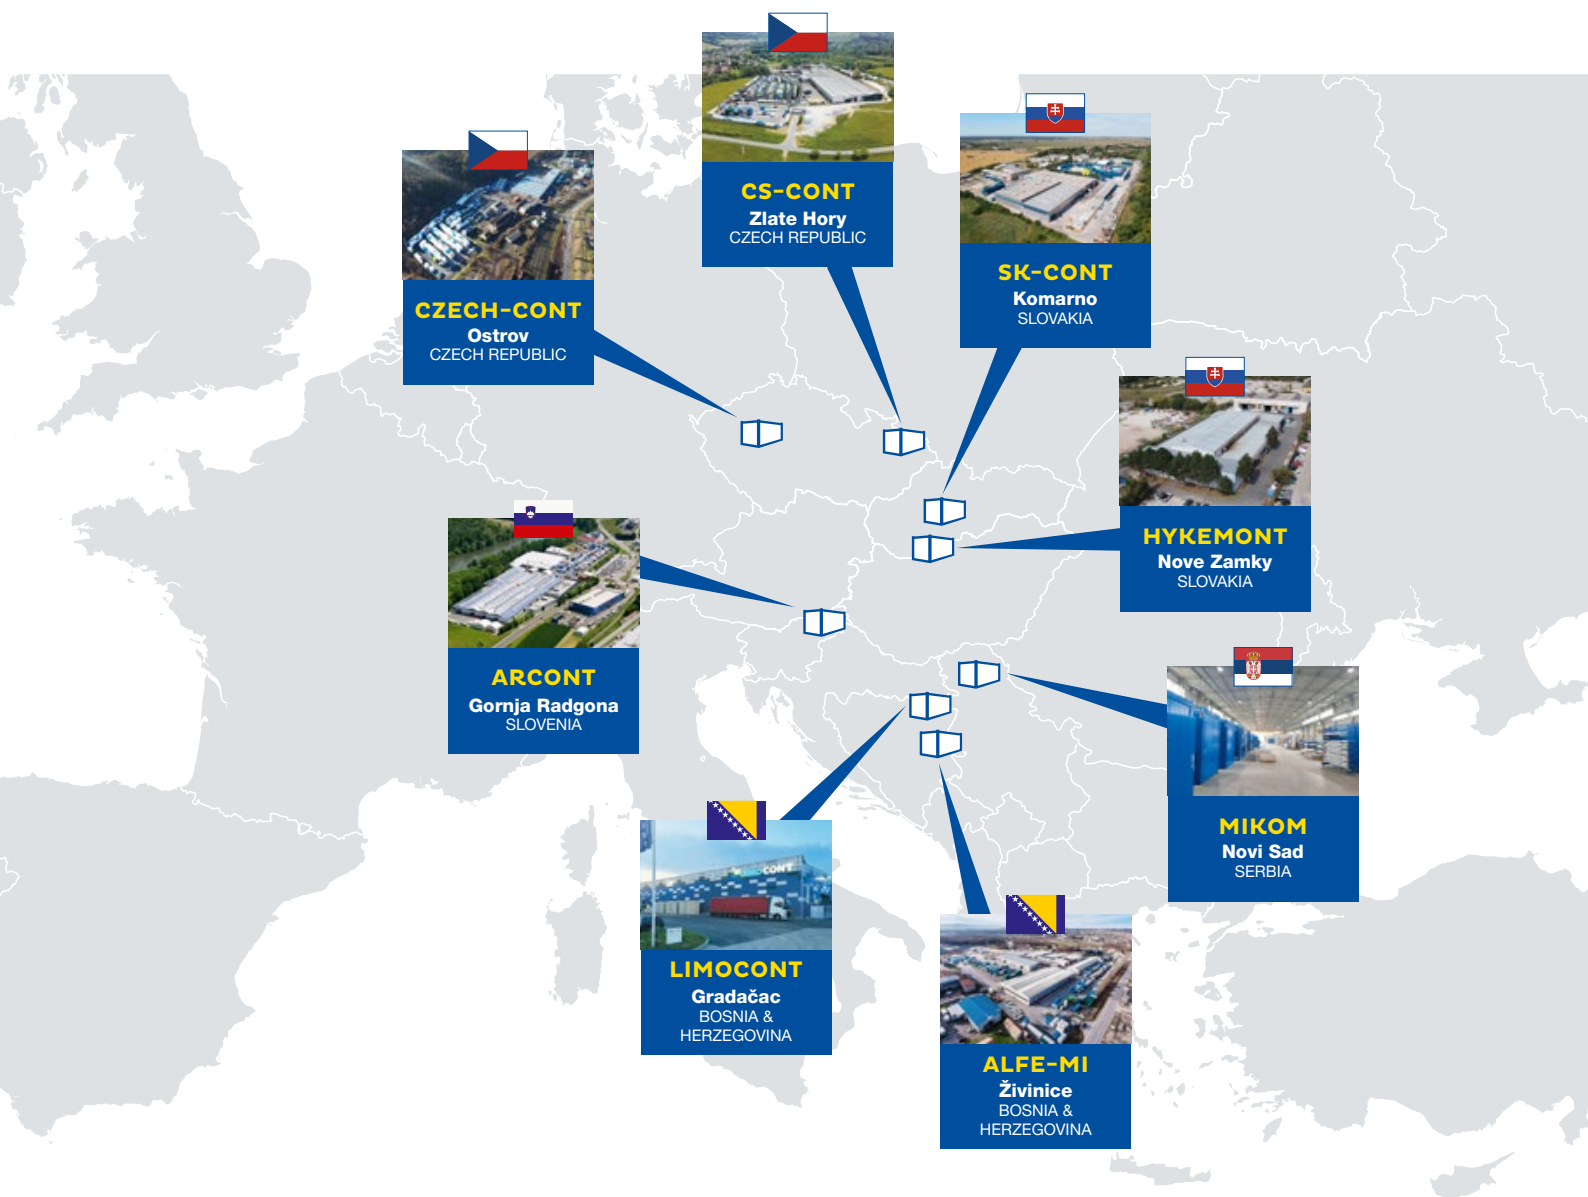 CS-CONT
Zlate Hory
CZECH REPUBLIC
SK-CONT
Komarno
SLOVAKIA
CZECH-CONT
Ostrov
CZECH REPUBLIC
HYKEMONT
Nove Zamky
SLOVAKIA
ARCONT
Gornja Radgona
SLOVENIA
MIKOM
Novi Sad
SERBIA
LIMOCONT
Gradačac
BOSNIA &
HERZEGOVINA
ALFE-MI
Živinice
BOSNIA &
HERZEGOVINA